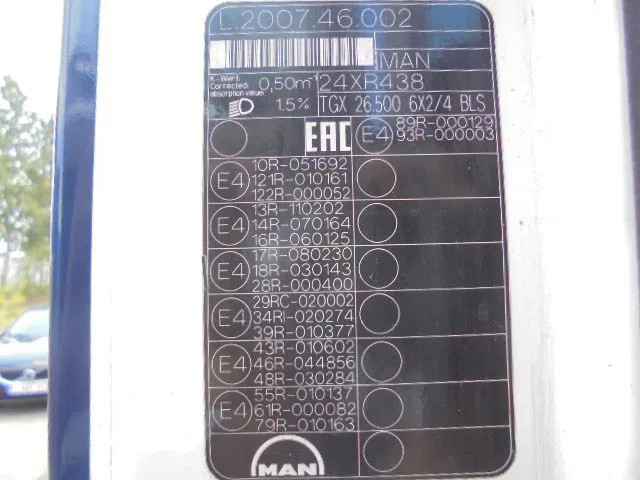 L.2007.46.002
MAN
K-Wert
Corrected
absorption value:
0,50m⁻¹
24XR438
1.5% TGX 26.500 6X2/4 BLS
EAC
E4
89R-000129
93R-000003
E4
10R-051692
121R-010161
122R-000052
E4
13R-110202
14R-070164
16R-060125
E4
17R-080230
18R-030143
28R-000400
E4
29RC-020002
34RI-020274
39R-010377
E4
43R-010602
46R-044856
48R-030284
E4
55R-010137
61R-000082
79R-010163
MAN